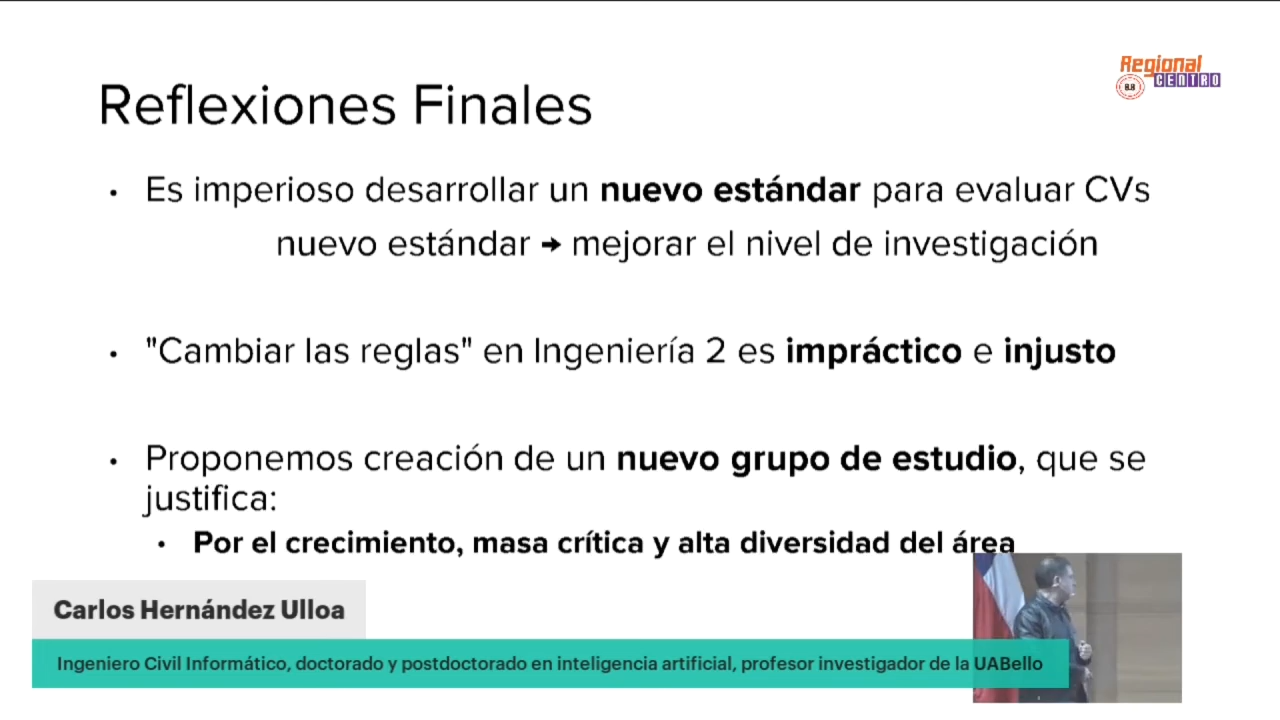 Regional
8.8 CENTRO
Reflexiones Finales
• Es imperioso desarrollar un nuevo estándar para evaluar CVs
nuevo estándar → mejorar el nivel de investigación
• "Cambiar las reglas" en Ingeniería 2 es impráctico e injusto
• Proponemos creación de un nuevo grupo de estudio, que se
justifica:
• Por el crecimiento, masa crítica y alta diversidad del área
Carlos Hernández Ulloa
Ingeniero Civil Informático, doctorado y postdoctorado en inteligencia artificial, profesor investigador de la UABello